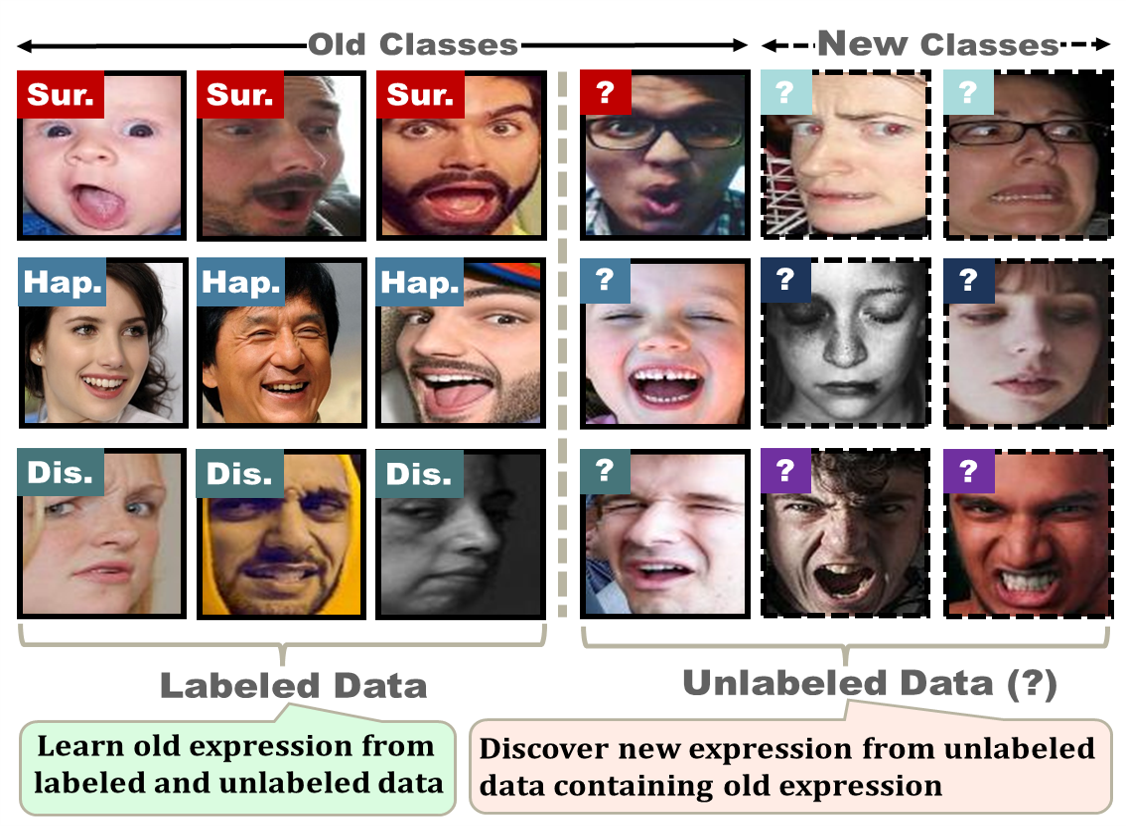 Old Classes
New Classes
Sur.
Sur.
Sur.
?
?
?
Hap.
Hap.
Hap.
?
?
?
Dis.
Dis.
Dis.
?
?
?
Labeled Data
Unlabeled Data (?)
Learn old expression from
labeled and unlabeled data
Discover new expression from unlabeled
data containing old expression